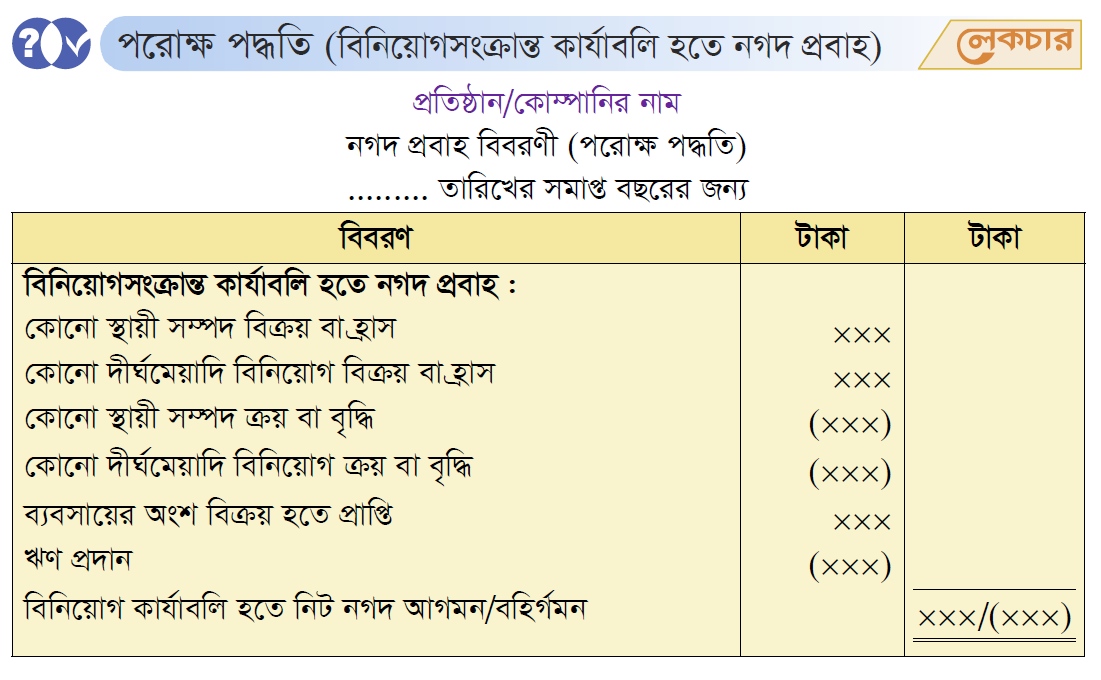 পরোক্ষ পদ্ধতি (বিনিয়োগসংক্রান্ত কার্যাবলি হতে নগদ প্রবাহ)
লেকচার
প্রতিষ্ঠান/কোম্পানির নাম
নগদ প্রবাহ বিবরণী (পরোক্ষ পদ্ধতি)
......... তারিখের সমাপ্ত বছরের জন্য
বিবরণ টাকা টাকা
বিনিয়োগসংক্রান্ত কার্যাবলি হতে নগদ প্রবাহ :
কোনো স্থায়ী সম্পদ বিক্রয় বা হ্রাস ×××
কোনো দীর্ঘমেয়াদি বিনিয়োগ বিক্রয় বা হ্রাস ×××
কোনো স্থায়ী সম্পদ ক্রয় বা বৃদ্ধি (×××)
কোনো দীর্ঘমেয়াদি বিনিয়োগ ক্রয় বা বৃদ্ধি (×××)
ব্যবসায়ের অংশ বিক্রয় হতে প্রাপ্তি ×××
ঋণ প্রদান (×××)
বিনিয়োগ কার্যাবলি হতে নিট নগদ আগমন/বহির্গমন ×××/(×××)